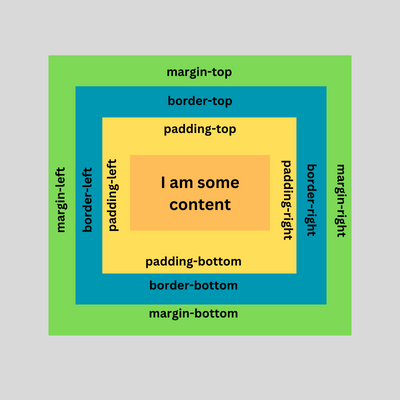 margin-top
border-top
padding-top
margin-left
border-left
padding-left
I am some
content
padding-right
border-right
margin-right
padding-bottom
border-bottom
margin-bottom